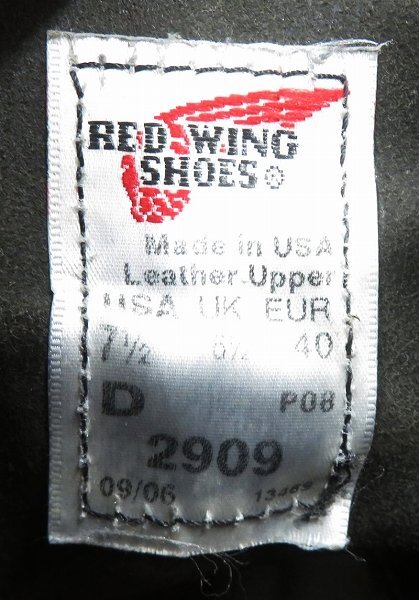 RED WING
SHOES®
Made in USA
Leather Upper
USA UK EUR
7½ 6½ 40
D P08
2909
09/06